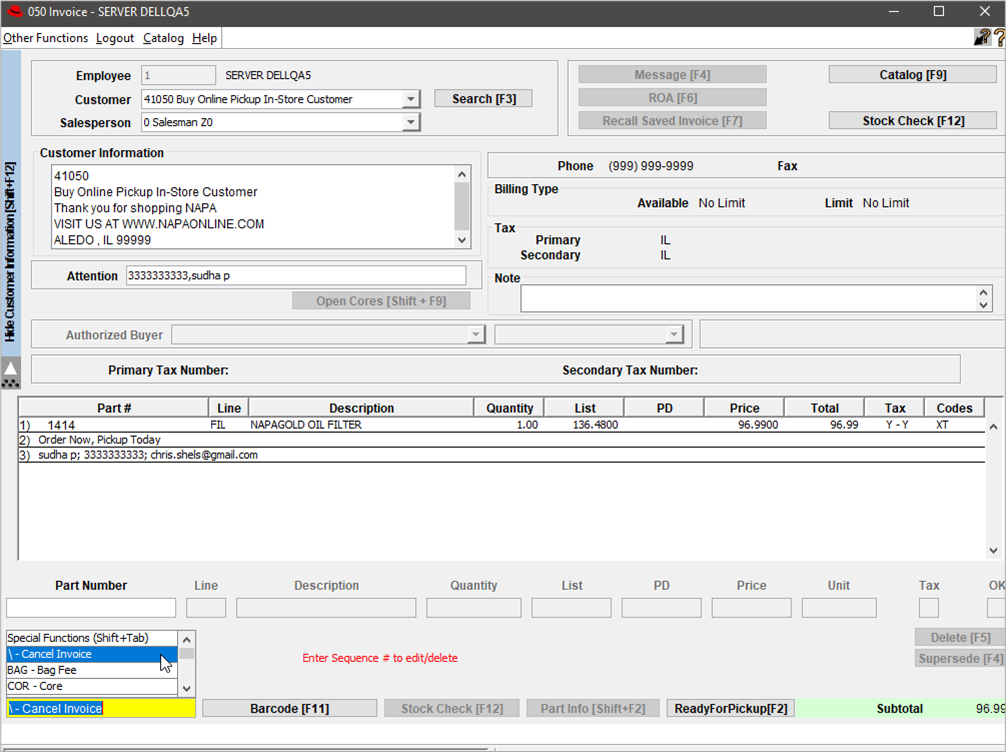 050 Invoice - SERVER DELLQA5
Other Functions Logout Catalog Help
Employee 1 SERVER DELLQA5
Customer 41050 Buy Online Pickup In-Store Customer Search [F3]
Salesperson 0 Salesman Z0
Message [F4] Catalog [F9]
ROA [F6]
Recall Saved Invoice [F7] Stock Check [F12]
Hide Customer Information [Shift+F12]
Customer Information
41050
Buy Online Pickup In-Store Customer
Thank you for shopping NAPA
VISIT US AT WWW.NAPAONLINE.COM
ALEDO , IL 99999
Attention 3333333333,sudha p
Open Cores [Shift + F9]
Phone (999) 999-9999 Fax
Billing Type
Available No Limit Limit No Limit
Tax
Primary IL
Secondary IL
Note
Authorized Buyer
Primary Tax Number: Secondary Tax Number:
Part # Line Description Quantity List PD Price Total Tax Codes
1) 1414 FIL NAPAGOLD OIL FILTER 1.00 136.4800 96.9900 96.99 Y - Y XT
2) Order Now, Pickup Today
3) sudha p; 3333333333; chris.shels@gmail.com
Part Number Line Description Quantity List PD Price Unit Tax OK
Special Functions (Shift+Tab)
\ - Cancel Invoice
BAG - Bag Fee
COR - Core
Enter Sequence # to edit/delete
Delete [F5]
Supersede [F4]
\ - Cancel Invoice Barcode [F11] Stock Check [F12] Part Info [Shift+F2] ReadyForPickup[F2] Subtotal 96.99